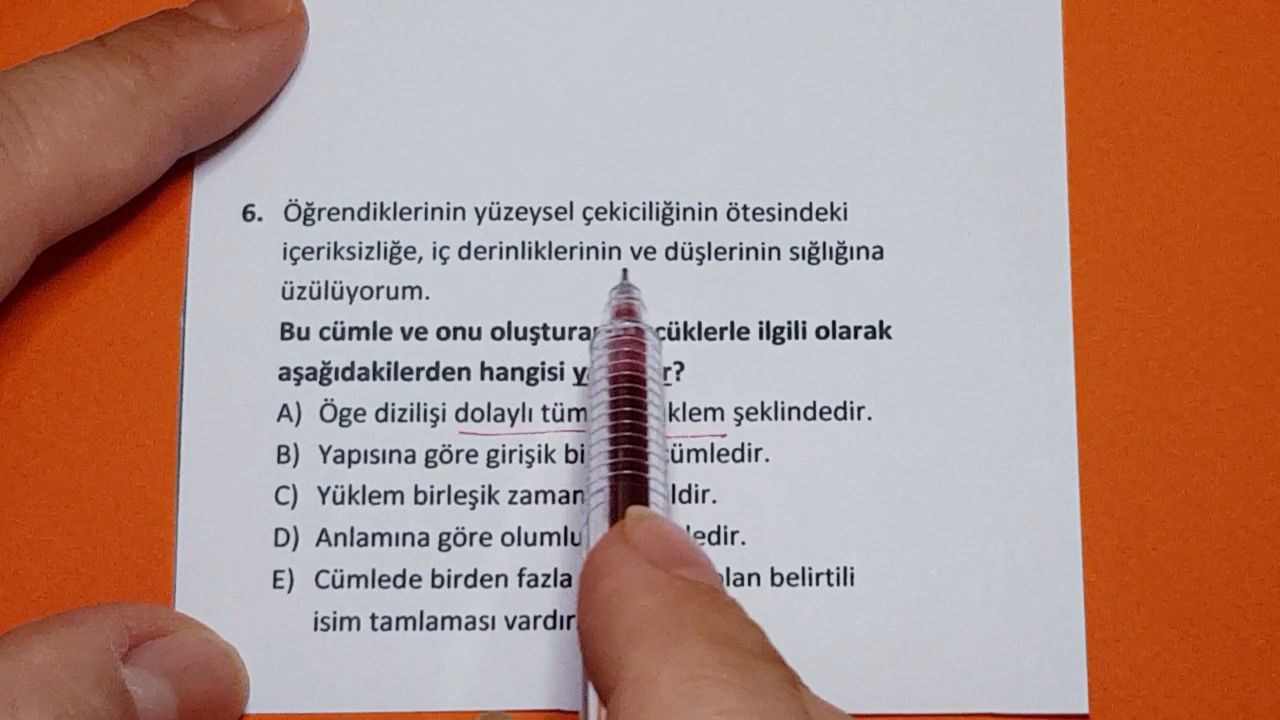 6. Öğrendiklerinin yüzeysel çekiciliğinin ötesindeki
içeriksizliğe, iç derinliklerinin ve düşlerinin sığlığına
üzülüyorum.
Bu cümle ve onu oluşturan cüklerle ilgili olarak
aşağıdakilerden hangisi
A) Öge dizilişi dolaylı tüm klem şeklindedir.
B) Yapısına göre girişik bi ümledir.
C) Yüklem birleşik zaman ldir.
D) Anlamına göre olumlu edir.
E) Cümlede birden fazla olan belirtili
isim tamlaması vardır